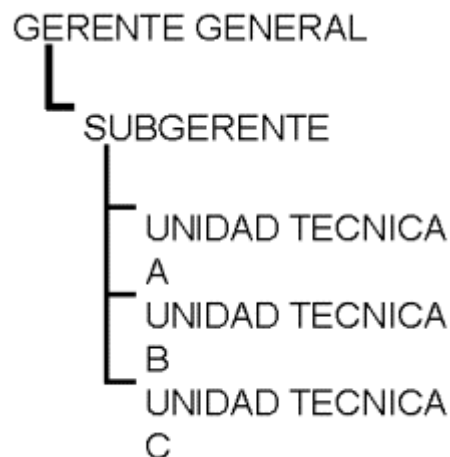 GERENTE GENERAL
SUBGERENTE
UNIDAD TECNICA
A
UNIDAD TECNICA
B
UNIDAD TECNICA
C